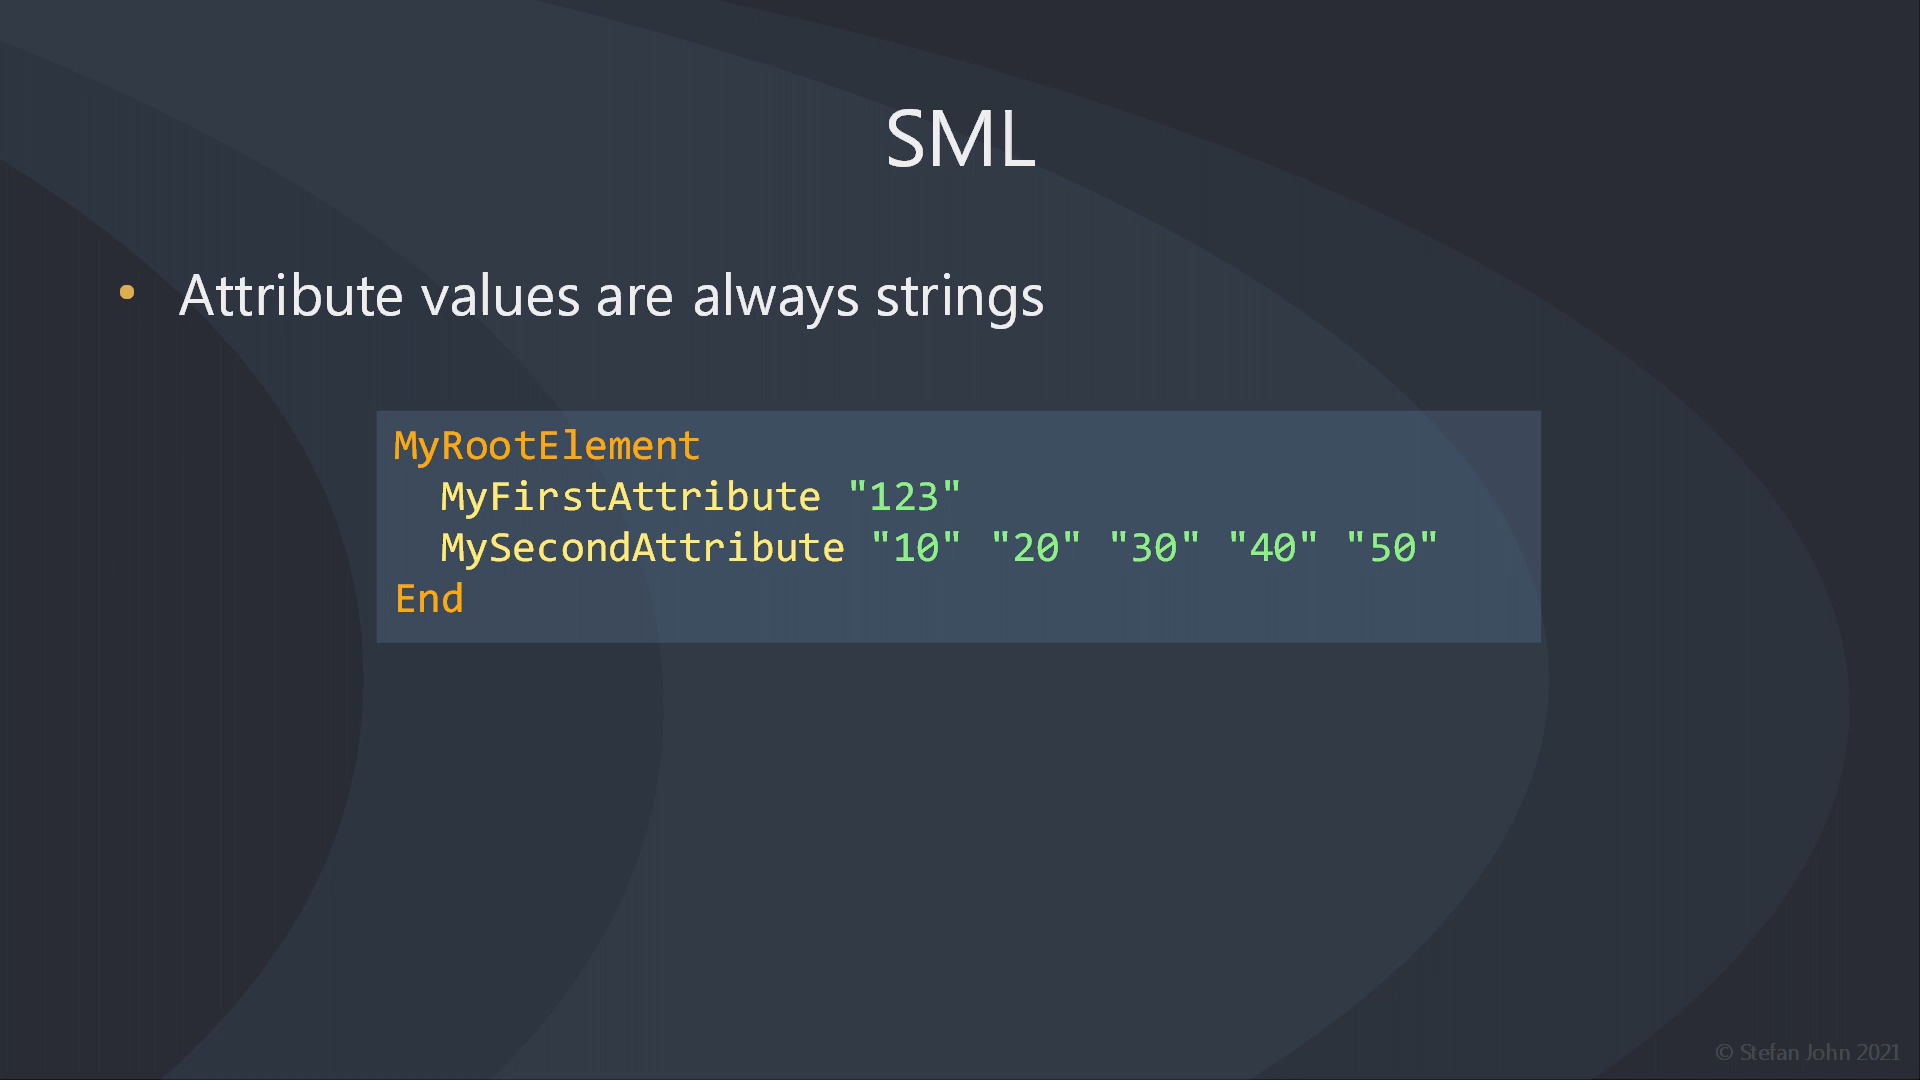 SML
• Attribute values are always strings
MyRootElement
  MyFirstAttribute "123"
  MySecondAttribute "10" "20" "30" "40" "50"
End
© Stefan John 2021